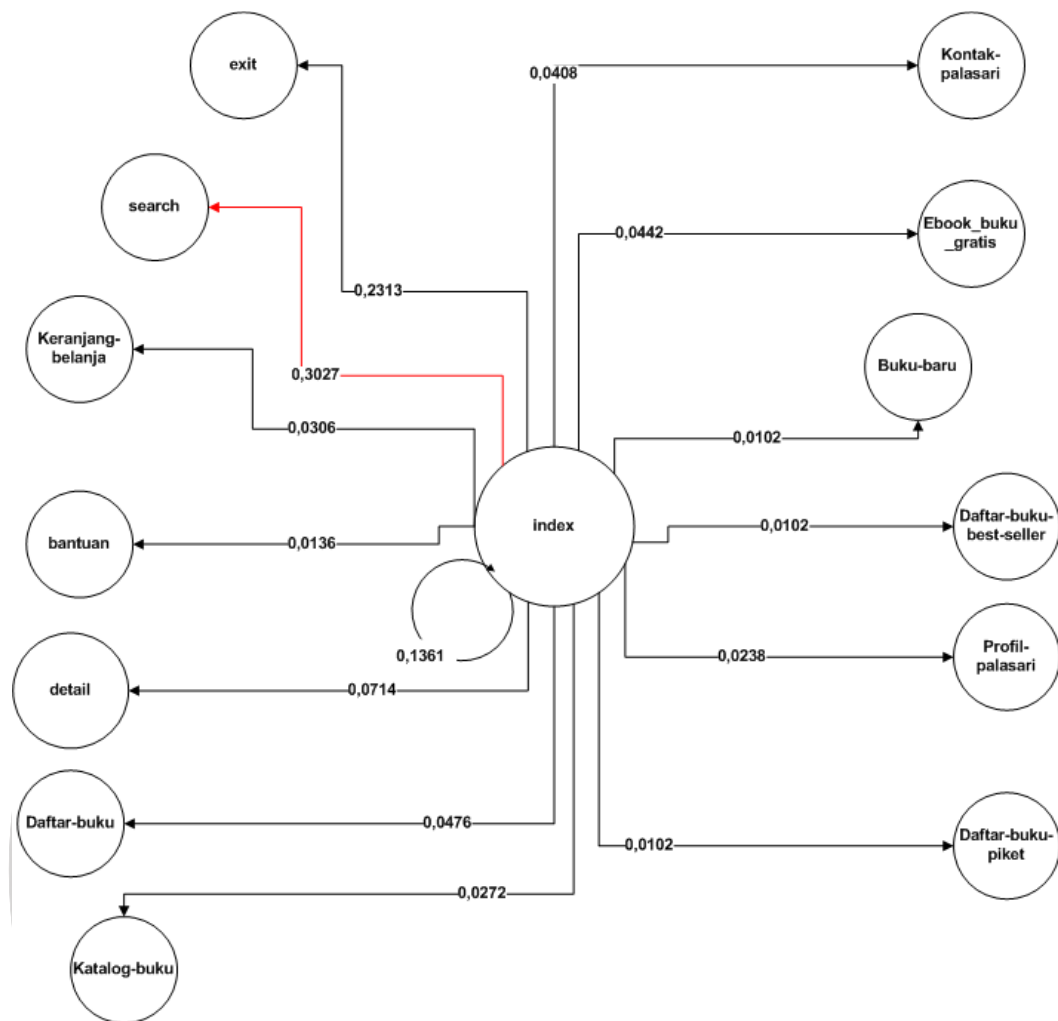 exit
Kontak-
palasari
0,0408
search
Ebook_buku
_gratis
0,0442
0,2313
Keranjang-
belanja
Buku-baru
0,3027
0,0306
0,0102
index
Daftar-buku-
best-seller
0,0102
bantuan
0,0136
0,1361
Profil-
palasari
0,0238
detail
0,0714
Daftar-buku
0,0476
0,0102
Daftar-buku-
piket
0,0272
Katalog-buku